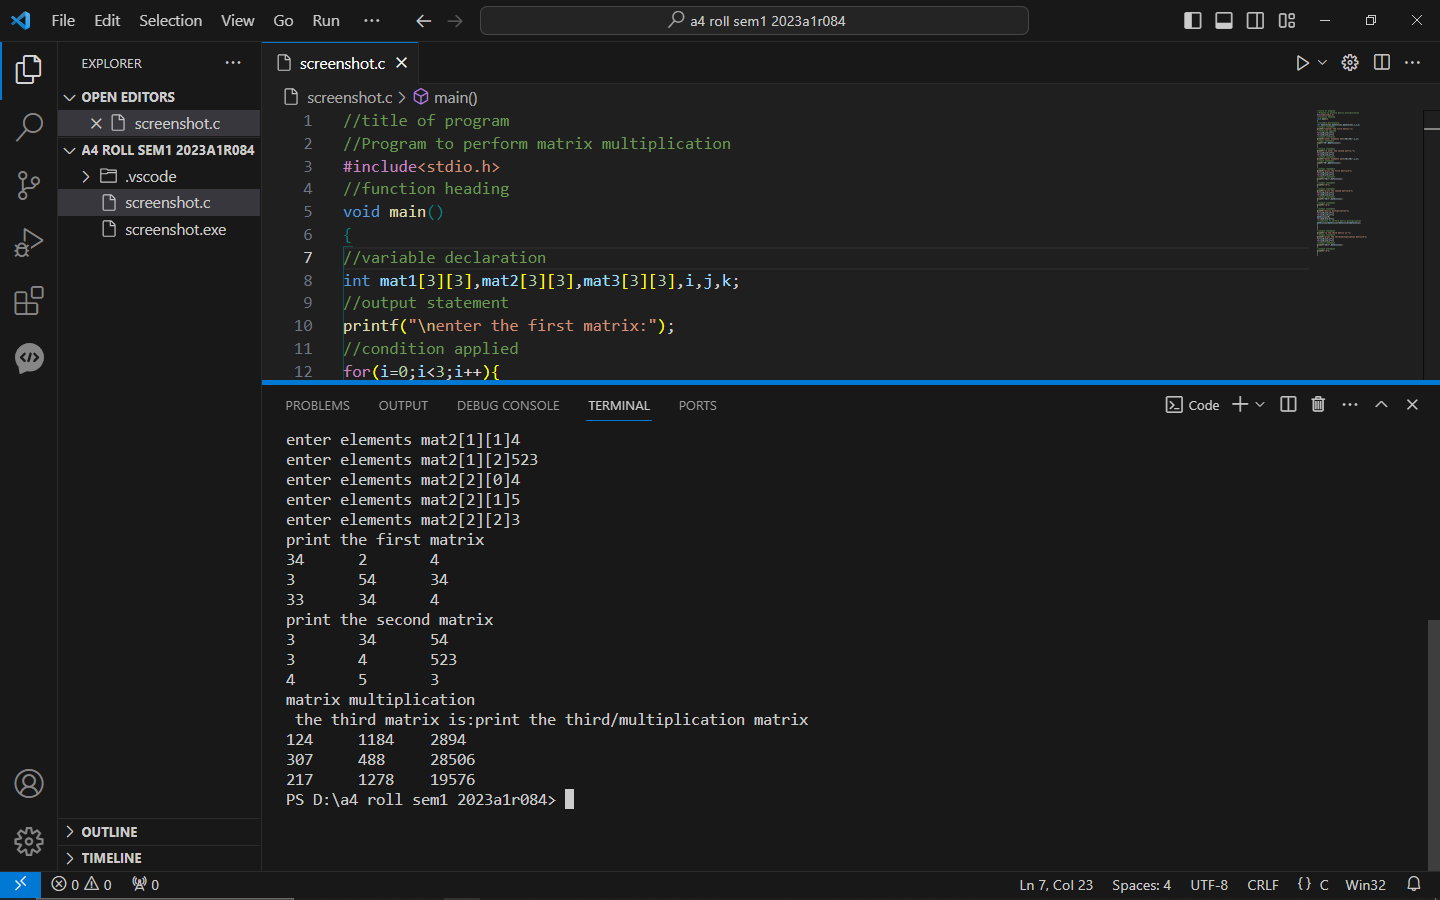 File Edit Selection View Go Run ··· a4 roll sem1 2023a1r084
EXPLORER ···
OPEN EDITORS
screenshot.c
A4 ROLL SEM1 2023A1R084
.vscode
screenshot.c
screenshot.exe
OUTLINE
TIMELINE
screenshot.c
screenshot.c > main()
1 //title of program
2 //Program to perform matrix multiplication
3 #include<stdio.h>
4 //function heading
5 void main()
6 {
7 //variable declaration
8 int mat1[3][3],mat2[3][3],mat3[3][3],i,j,k;
9 //output statement
10 printf("\nenter the first matrix:");
11 //condition applied
12 for(i=0;i<3;i++){
PROBLEMS OUTPUT DEBUG CONSOLE TERMINAL PORTS Code
enter elements mat2[1][1]4
enter elements mat2[1][2]523
enter elements mat2[2][0]4
enter elements mat2[2][1]5
enter elements mat2[2][2]3
print the first matrix
34 2 4
3 54 34
33 34 4
print the second matrix
3 34 54
3 4 523
4 5 3
matrix multiplication
the third matrix is:print the third/multiplication matrix
124 1184 2894
307 488 28506
217 1278 19576
PS D:\a4 roll sem1 2023a1r084>
0 0 0 Ln 7, Col 23 Spaces: 4 UTF-8 CRLF {} C Win32